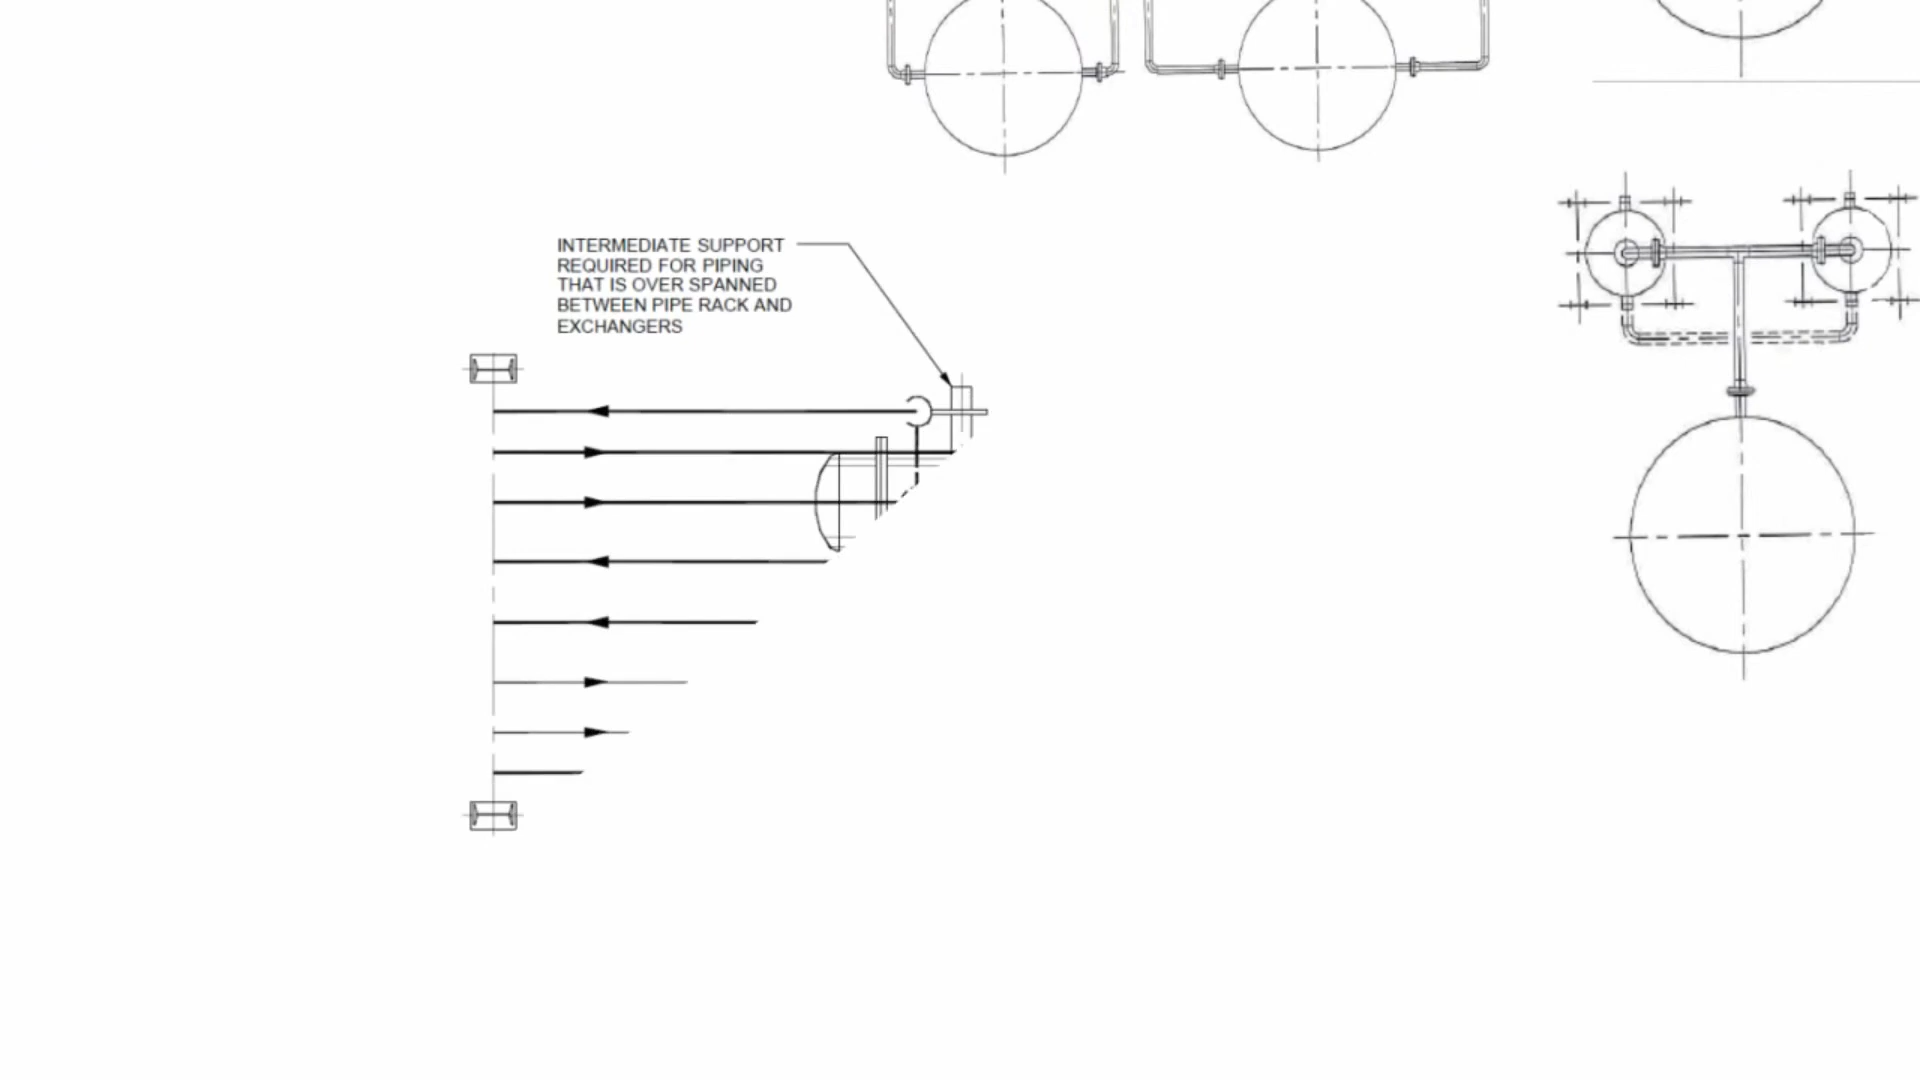 INTERMEDIATE SUPPORT
REQUIRED FOR PIPING
THAT IS OVER SPANNED
BETWEEN PIPE RACK AND
EXCHANGERS